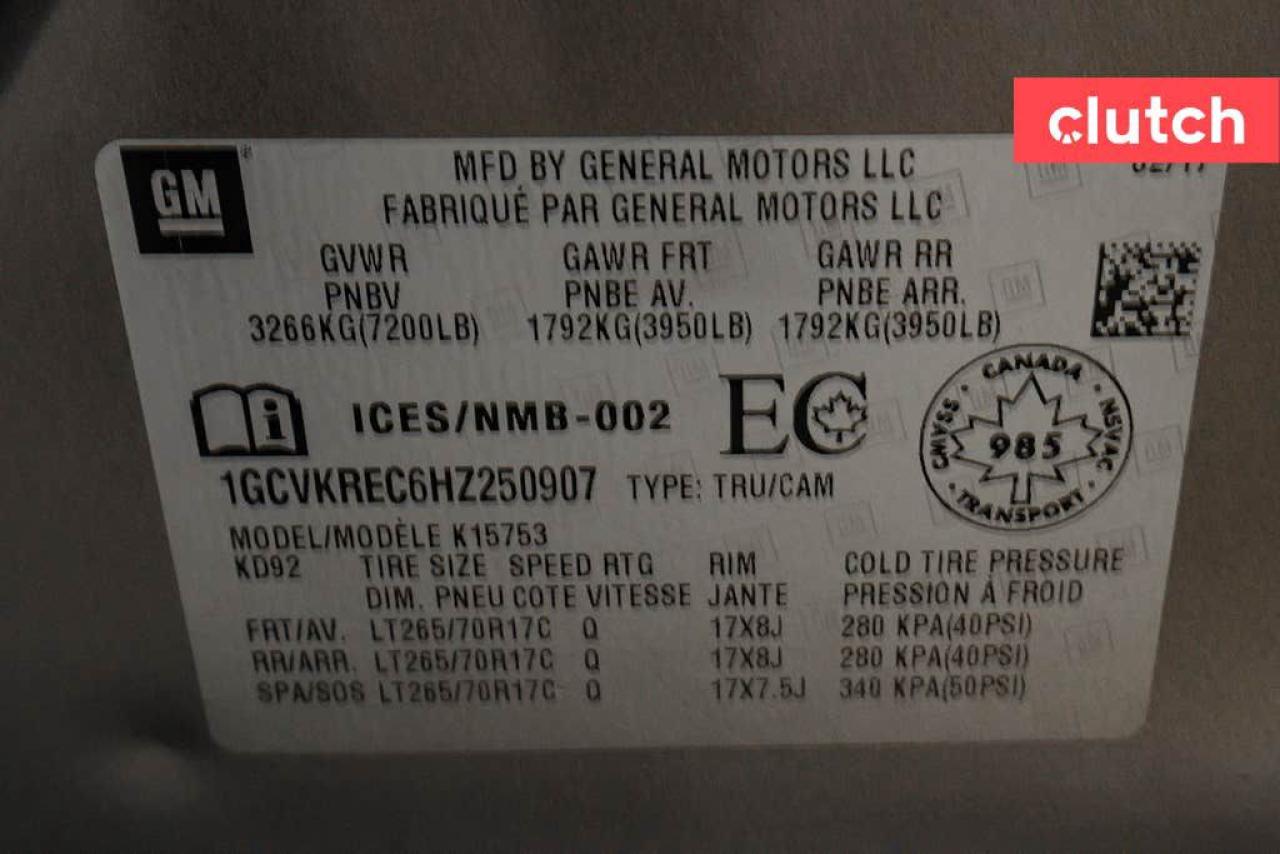 clutch
GM
MFD BY GENERAL MOTORS LLC
02/17
FABRIQUÉ PAR GENERAL MOTORS LLC
GVWR GAWR FRT GAWR RR
PNBV PNBE AV. PNBE ARR.
3266KG(7200LB) 1792KG(3950LB) 1792KG(3950LB)
i ICES/NMB-002 EC
CANADA
CMVSS 985 NSVAC
TRANSPORT
1GCVKREC6HZ250907 TYPE: TRU/CAM
MODEL/MODÈLE K15753
KD92 TIRE SIZE SPEED RTG RIM COLD TIRE PRESSURE
DIM. PNEU COTE VITESSE JANTE PRESSION À FROID
FRT/AV. LT265/70R17C Q 17X8J 280 KPA(40PSI)
RR/ARR. LT265/70R17C Q 17X8J 280 KPA(40PSI)
SPA/SOS LT265/70R17C Q 17X7.5J 340 KPA(50PSI)